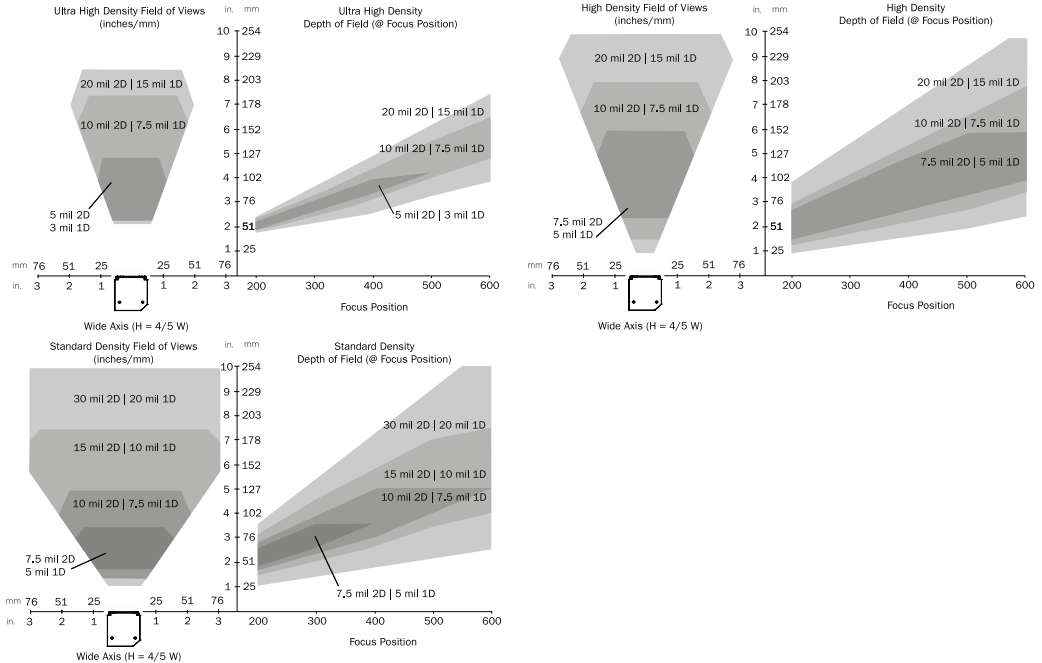 Ultra High Density Field of Views
(inches/mm)
in. mm
Ultra High Density
Depth of Field (@ Focus Position)
10 254
9 229
8 203
7 178
6 152
5 127
4 102
3 76
2 51
1 25
20 mil 2D | 15 mil 1D
10 mil 2D | 7.5 mil 1D
5 mil 2D
3 mil 1D
20 mil 2D | 15 mil 1D
10 mil 2D | 7.5 mil 1D
5 mil 2D | 3 mil 1D
mm 76 51 25 25 51 76
in. 3 2 1 1 2 3
200 300 400 500 600
Focus Position
Wide Axis (H = 4/5 W)
High Density Field of Views
(inches/mm)
in. mm
High Density
Depth of Field (@ Focus Position)
10 254
9 229
8 203
7 178
6 152
5 127
4 102
3 76
2 51
1 25
20 mil 2D | 15 mil 1D
10 mil 2D | 7.5 mil 1D
7.5 mil 2D
5 mil 1D
20 mil 2D | 15 mil 1D
10 mil 2D | 7.5 mil 1D
7.5 mil 2D | 5 mil 1D
mm 76 51 25 25 51 76
in. 3 2 1 1 2 3
200 300 400 500 600
Focus Position
Wide Axis (H = 4/5 W)
Standard Density Field of Views
(inches/mm)
in. mm
Standard Density
Depth of Field (@ Focus Position)
10 254
9 229
8 203
7 178
6 152
5 127
4 102
3 76
2 51
1 25
30 mil 2D | 20 mil 1D
15 mil 2D | 10 mil 1D
10 mil 2D | 7.5 mil 1D
7.5 mil 2D
5 mil 1D
30 mil 2D | 20 mil 1D
15 mil 2D | 10 mil 1D
10 mil 2D | 7.5 mil 1D
7.5 mil 2D | 5 mil 1D
mm 76 51 25 25 51 76
in. 3 2 1 1 2 3
200 300 400 500 600
Focus Position
Wide Axis (H = 4/5 W)